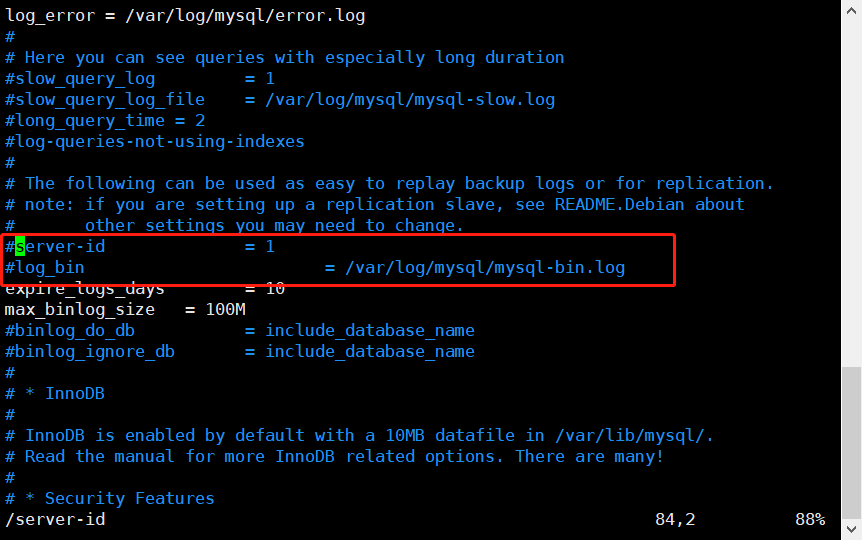 log_error = /var/log/mysql/error.log
#
# Here you can see queries with especially long duration
#slow_query_log         = 1
#slow_query_log_file    = /var/log/mysql/mysql-slow.log
#long_query_time = 2
#log-queries-not-using-indexes
#
# The following can be used as easy to replay backup logs or for replication.
# note: if you are setting up a replication slave, see README.Debian about
#       other settings you may need to change.
#server-id              = 1
#log_bin                        = /var/log/mysql/mysql-bin.log
expire_logs_days        = 10
max_binlog_size   = 100M
#binlog_do_db           = include_database_name
#binlog_ignore_db       = include_database_name
#
# * InnoDB
#
# InnoDB is enabled by default with a 10MB datafile in /var/lib/mysql/.
# Read the manual for more InnoDB related options. There are many!
#
# * Security Features
/server-id                                                       84,2          88%